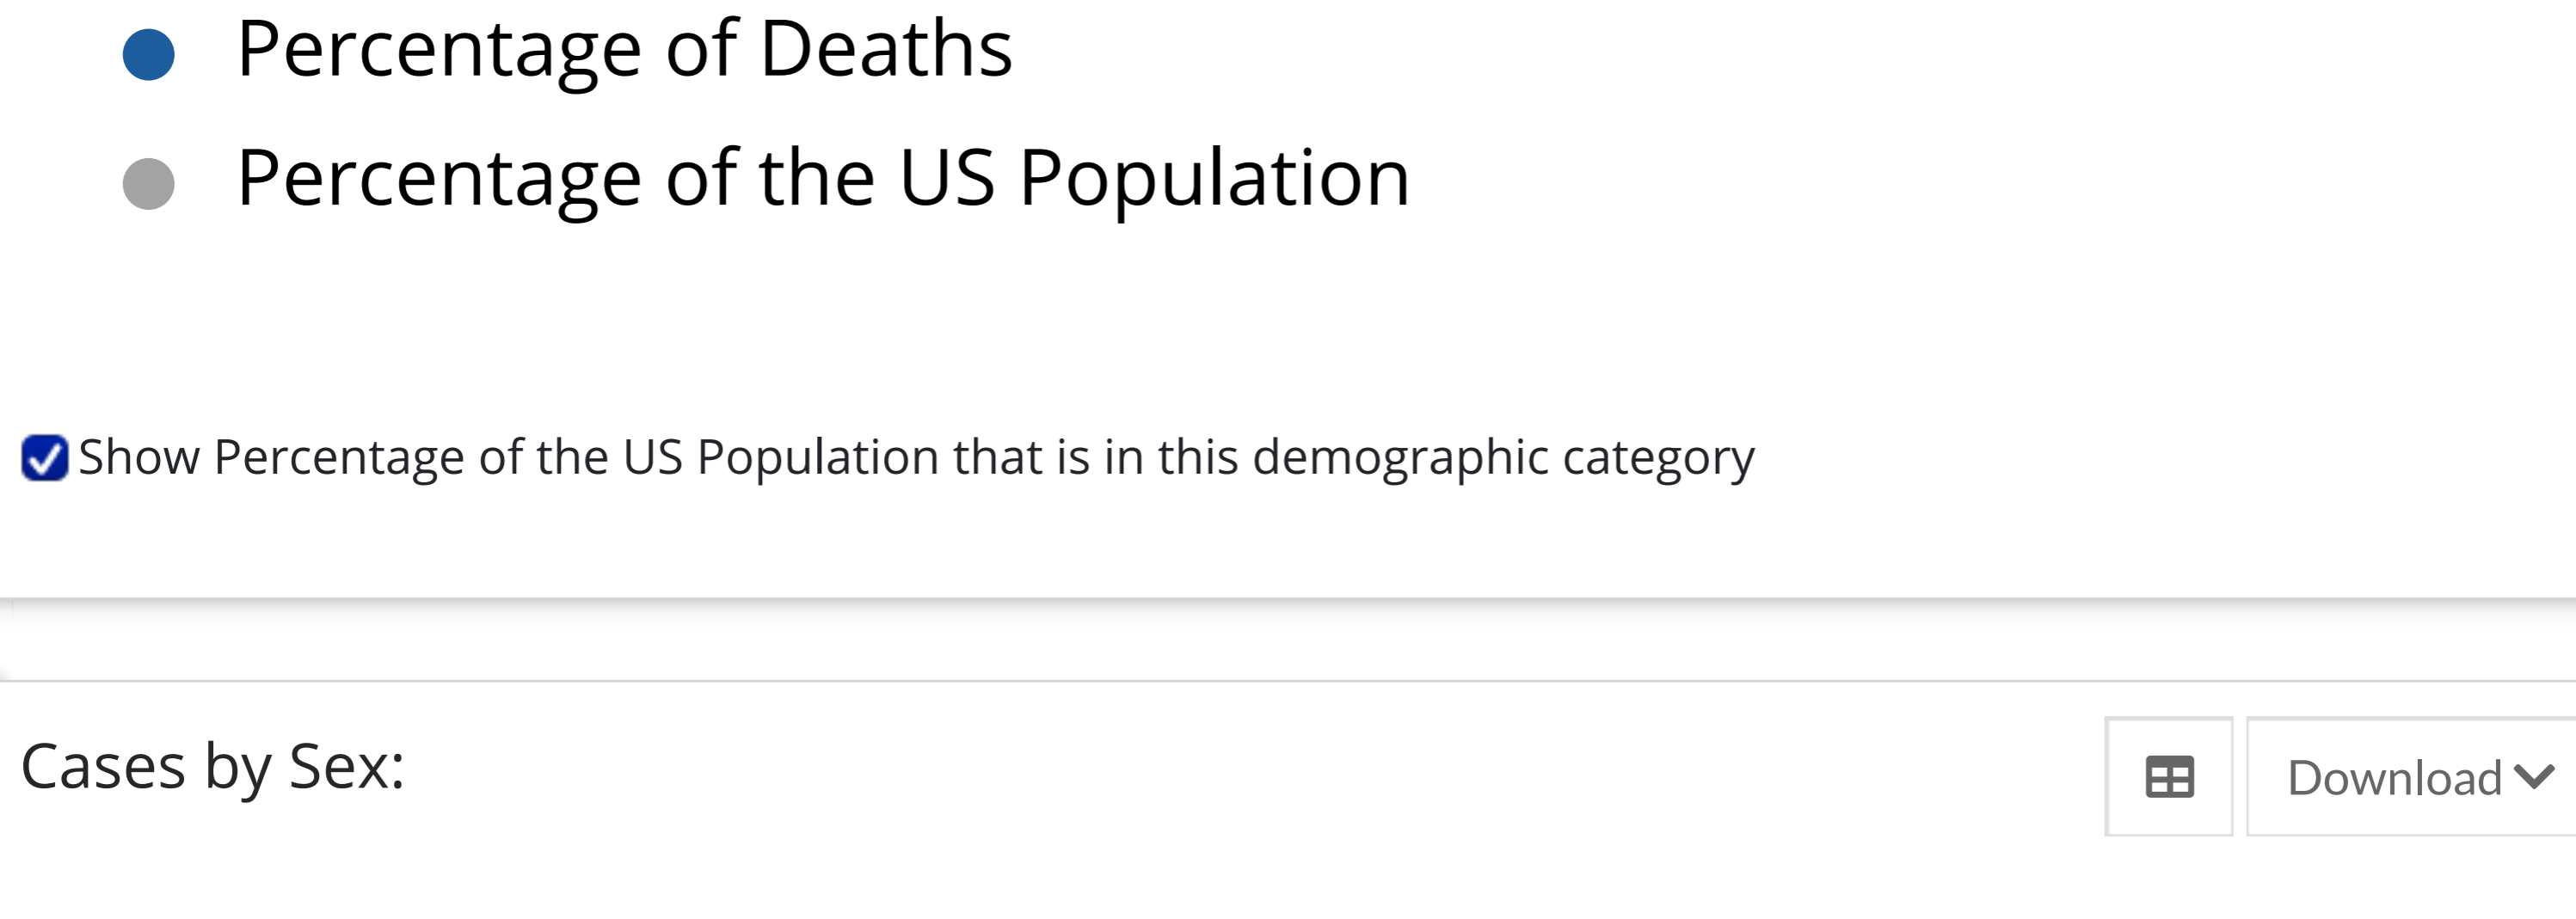 Percentage of Deaths
Percentage of the US Population
Show Percentage of the US Population that is in this demographic category
Cases by Sex:
Download